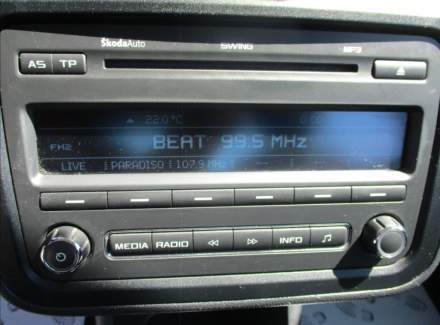 ŠkodaAuto SWING MP3
AS TP
22.0 °C
FM2 BEAT 99.5 MHz
LIVE PARADISO 107.9 MHz
MEDIA RADIO INFO